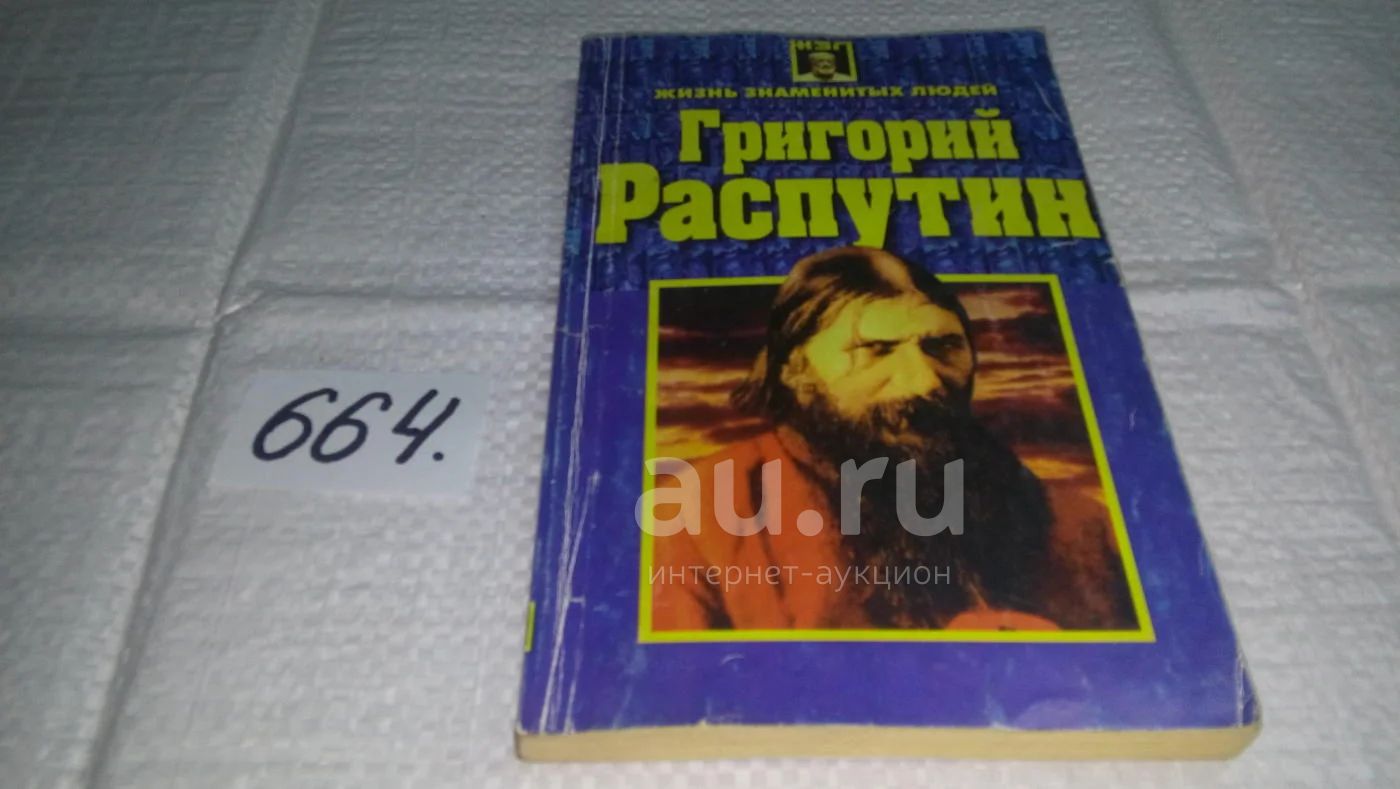 ЖЗЛ
ЖИЗНЬ ЗНАМЕНИТЫХ ЛЮДЕЙ
Григорий
Распутин
664.
au.ru
интернет-аукцион